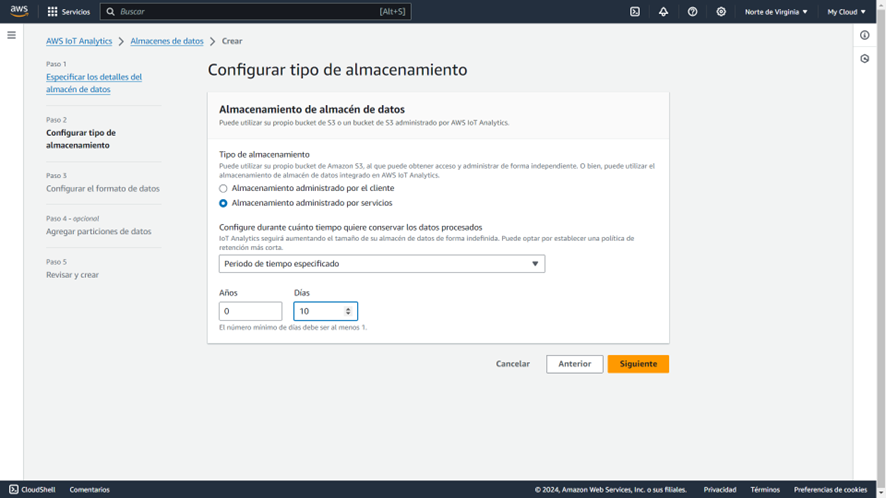 aws
Servicios
Buscar
[Alt+S]
Norte de Virginia
My Cloud
AWS IoT Analytics
Almacenes de datos
Crear
Paso 1
Especificar los detalles del
almacén de datos
Paso 2
Configurar tipo de
almacenamiento
Paso 3
Configurar el formato de datos
Paso 4 - opcional
Agregar particiones de datos
Paso 5
Revisar y crear
Configurar tipo de almacenamiento
Almacenamiento de almacén de datos
Puede utilizar su propio bucket de S3 o un bucket de S3 administrado por AWS IoT Analytics.
Tipo de almacenamiento
Puede utilizar su propio bucket de Amazon S3, al que puede obtener acceso y administrar de forma independiente. O bien, puede utilizar el
almacenamiento de almacén de datos integrado en AWS IoT Analytics.
Almacenamiento administrado por el cliente
Almacenamiento administrado por servicios
Configure durante cuánto tiempo quiere conservar los datos procesados
IoT Analytics seguirá aumentando el tamaño de su almacén de datos de forma indefinida. Puede optar por establecer una política de
retención más corta.
Periodo de tiempo especificado
Años
Días
0
10
El número mínimo de días debe ser al menos 1.
Cancelar
Anterior
Siguiente
CloudShell
Comentarios
© 2024, Amazon Web Services, Inc. o sus filiales.
Privacidad
Términos
Preferencias de cookies